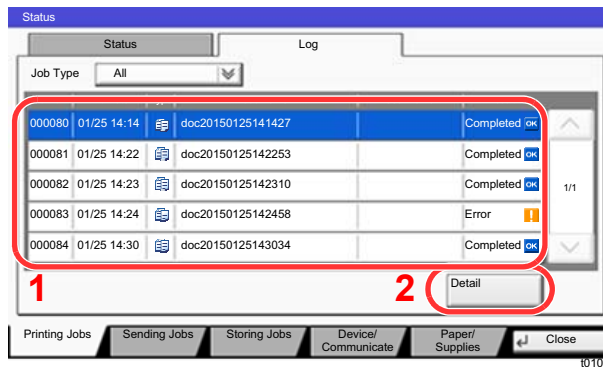 Status
Status Log
Job Type All
000080 01/25 14:14 doc20150125141427 Completed OK
000081 01/25 14:22 doc20150125142253 Completed OK
000082 01/25 14:23 doc20150125142310 Completed OK
1/1
000083 01/25 14:24 doc20150125142458 Error !
000084 01/25 14:30 doc20150125143034 Completed OK
1 2 Detail
Printing Jobs Sending Jobs Storing Jobs Device/
Communicate Paper/
Supplies Close
t010